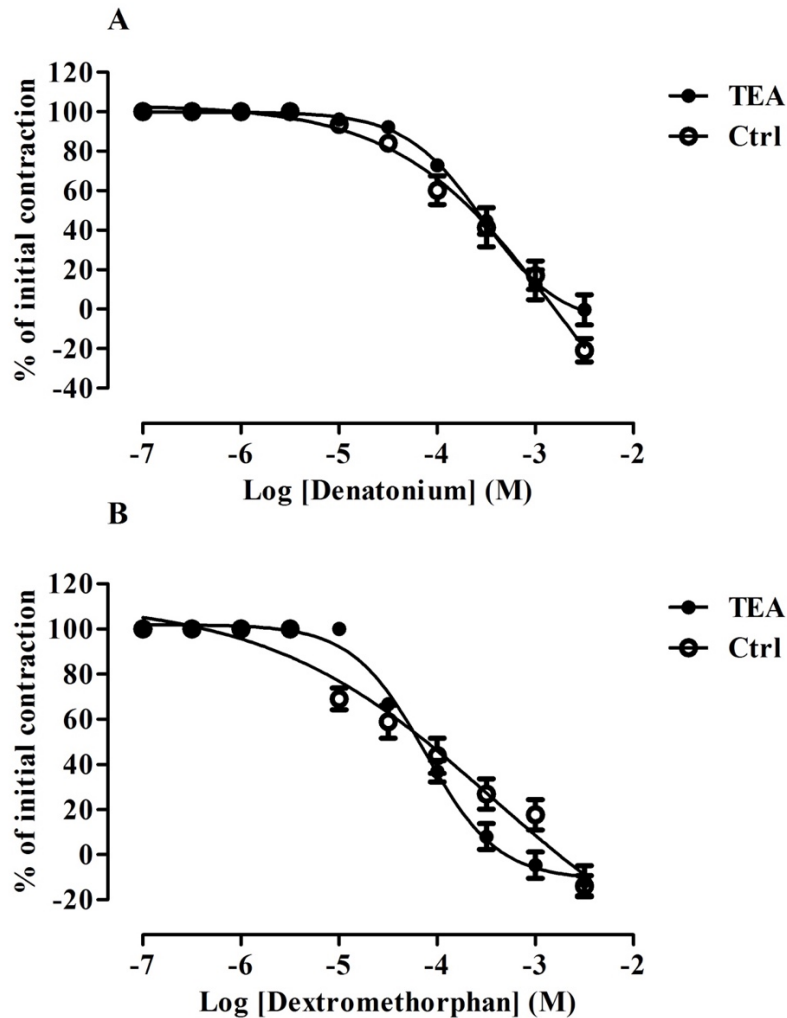 A
120
100
80
60
40
20
0
-20
-40
% of initial contraction
TEA
Ctrl
-7 -6 -5 -4 -3 -2
Log [Denatonium] (M)
B
120
100
80
60
40
20
0
-20
% of initial contraction
TEA
Ctrl
-7 -6 -5 -4 -3 -2
Log [Dextromethorphan] (M)